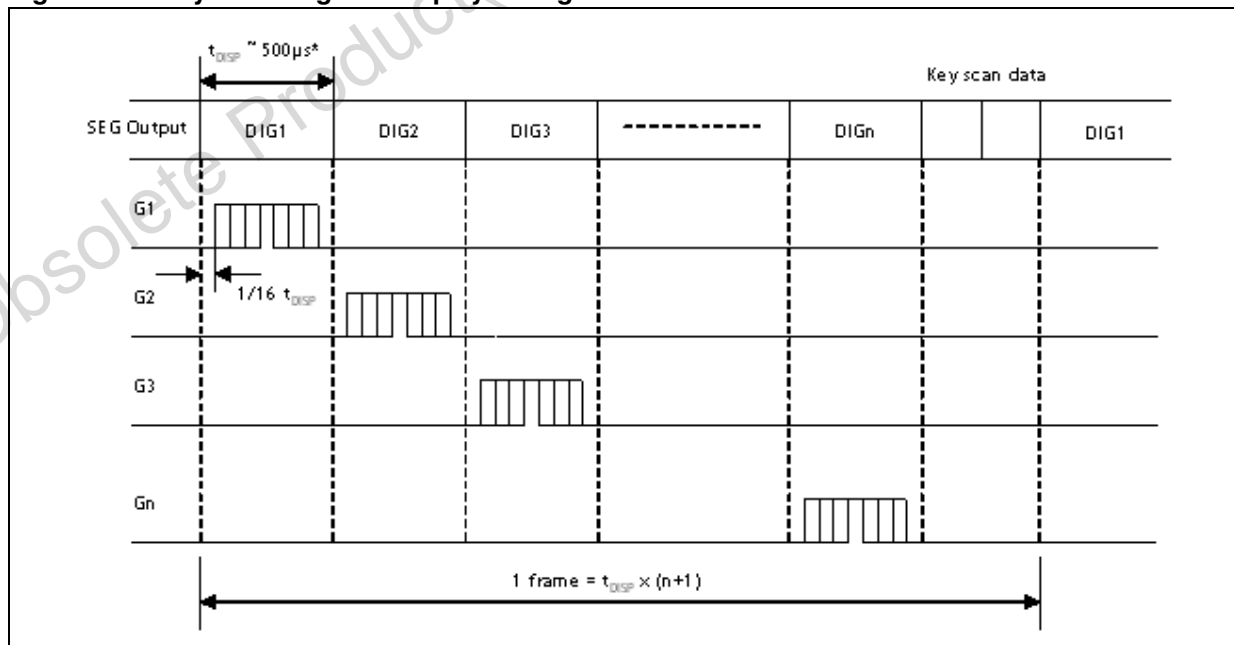 t_DISP ~ 500µs*
Key scan data
SEG Output DIG1 DIG2 DIG3 DIGn DIG1
G1
1/16 t_DISP
G2
G3
Gn
1 frame = t_DISP × (n+1)
Obsolete Product(